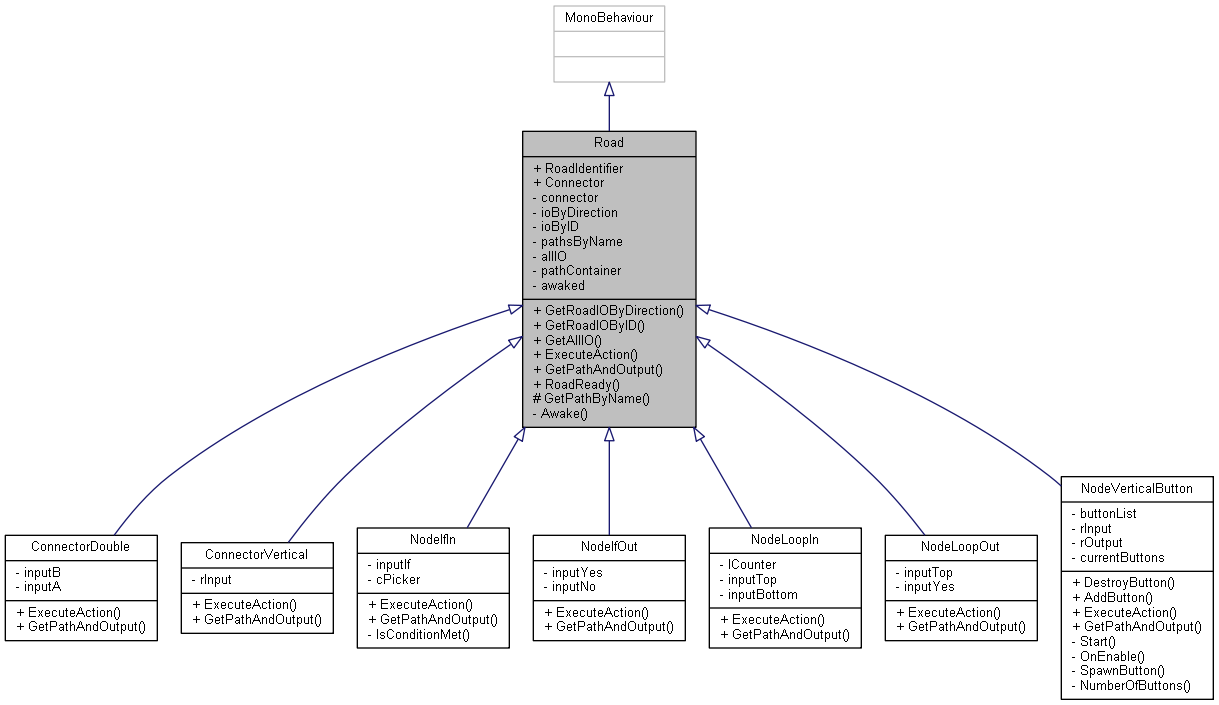 MonoBehaviour
Road
+ RoadIdentifier
+ Connector
- connector
- ioByDirection
- ioByID
- pathsByName
- allIO
- pathContainer
- awaked
+ GetRoadIOByDirection()
+ GetRoadIOByID()
+ GetAllIO()
+ ExecuteAction()
+ GetPathAndOutput()
+ RoadReady()
# GetPathByName()
- Awake()
ConnectorDouble
- inputB
- inputA
+ ExecuteAction()
+ GetPathAndOutput()
ConnectorVertical
- rInput
+ ExecuteAction()
+ GetPathAndOutput()
NodeIfIn
- inputIf
- cPicker
+ ExecuteAction()
+ GetPathAndOutput()
- IsConditionMet()
NodeIfOut
- inputYes
- inputNo
+ ExecuteAction()
+ GetPathAndOutput()
NodeLoopIn
- lCounter
- inputTop
- inputBottom
+ ExecuteAction()
+ GetPathAndOutput()
NodeLoopOut
- inputTop
- inputYes
+ ExecuteAction()
+ GetPathAndOutput()
NodeVerticalButton
- buttonList
- rInput
- rOutput
- currentButtons
+ DestroyButton()
+ AddButton()
+ ExecuteAction()
+ GetPathAndOutput()
- Start()
- OnEnable()
- SpawnButton()
- NumberOfButtons()